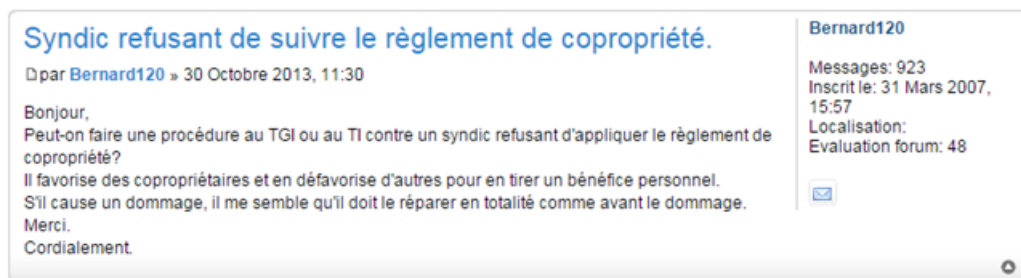 Syndic refusant de suivre le règlement de copropriété.
par Bernard120 » 30 Octobre 2013, 11:30
Bonjour,
Peut-on faire une procédure au TGI ou au TI contre un syndic refusant d'appliquer le règlement de
copropriété?
Il favorise des copropriétaires et en défavorise d'autres pour en tirer un bénéfice personnel.
S'il cause un dommage, il me semble qu'il doit le réparer en totalité comme avant le dommage.
Merci.
Cordialement.
Bernard120
Messages: 923
Inscrit le: 31 Mars 2007,
15:57
Localisation:
Evaluation forum: 48